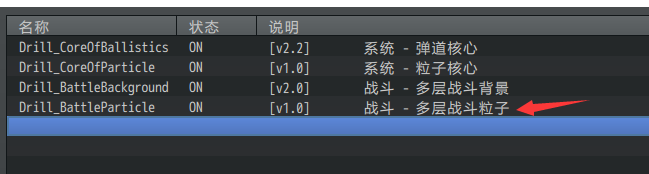 名称 状态 说明
Drill_CoreOfBallistics ON [v2.2] 系统 - 弹道核心
Drill_CoreOfParticle ON [v1.0] 系统 - 粒子核心
Drill_BattleBackground ON [v2.0] 战斗 - 多层战斗背景
Drill_BattleParticle ON [v1.0] 战斗 - 多层战斗粒子